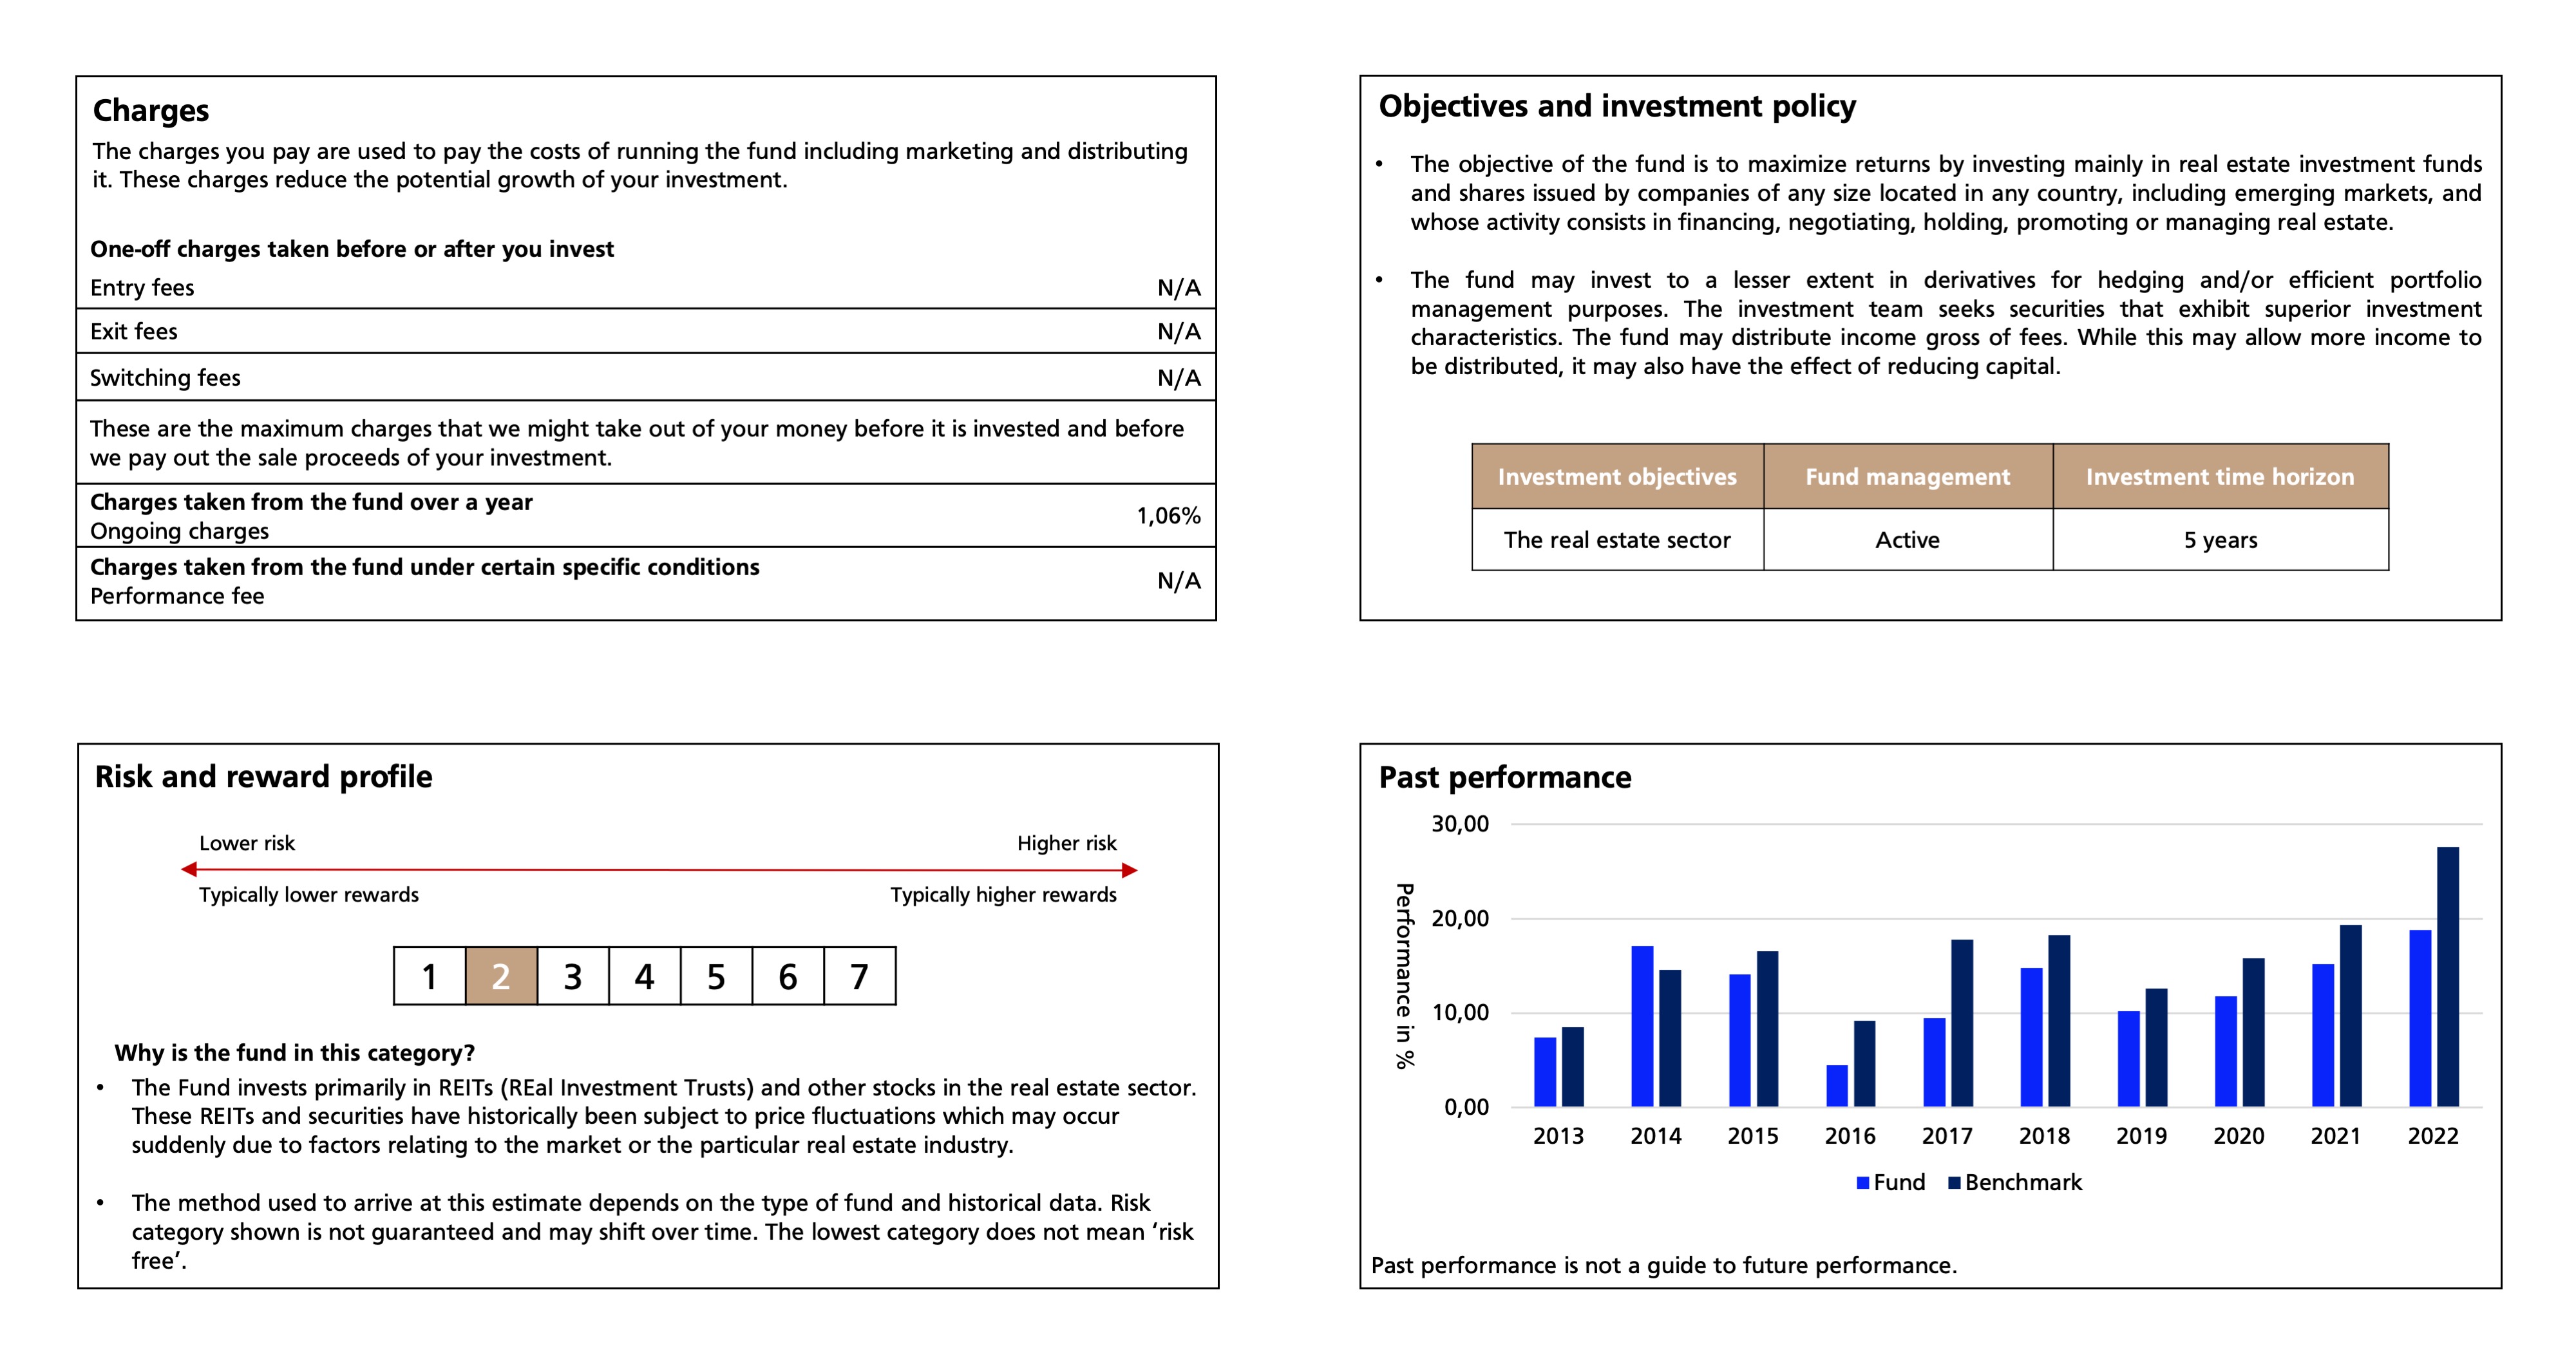 Charges
The charges you pay are used to pay the costs of running the fund including marketing and distributing
it. These charges reduce the potential growth of your investment.
One-off charges taken before or after you invest
Entry fees N/A
Exit fees N/A
Switching fees N/A
These are the maximum charges that we might take out of your money before it is invested and before
we pay out the sale proceeds of your investment.
Charges taken from the fund over a year
Ongoing charges 1,06%
Charges taken from the fund under certain specific conditions
Performance fee N/A
Objectives and investment policy
• The objective of the fund is to maximize returns by investing mainly in real estate investment funds
and shares issued by companies of any size located in any country, including emerging markets, and
whose activity consists in financing, negotiating, holding, promoting or managing real estate.
• The fund may invest to a lesser extent in derivatives for hedging and/or efficient portfolio
management purposes. The investment team seeks securities that exhibit superior investment
characteristics. The fund may distribute income gross of fees. While this may allow more income to
be distributed, it may also have the effect of reducing capital.
Investment objectives Fund management Investment time horizon
The real estate sector Active 5 years
Risk and reward profile
Lower risk Higher risk
Typically lower rewards Typically higher rewards
1 2 3 4 5 6 7
Why is the fund in this category?
• The Fund invests primarily in REITs (REal Investment Trusts) and other stocks in the real estate sector.
These REITs and securities have historically been subject to price fluctuations which may occur
suddenly due to factors relating to the market or the particular real estate industry.
• The method used to arrive at this estimate depends on the type of fund and historical data. Risk
category shown is not guaranteed and may shift over time. The lowest category does not mean ‘risk
free’.
Past performance
Performance in %
30,00
20,00
10,00
0,00
2013 2014 2015 2016 2017 2018 2019 2020 2021 2022
Fund Benchmark
Past performance is not a guide to future performance.